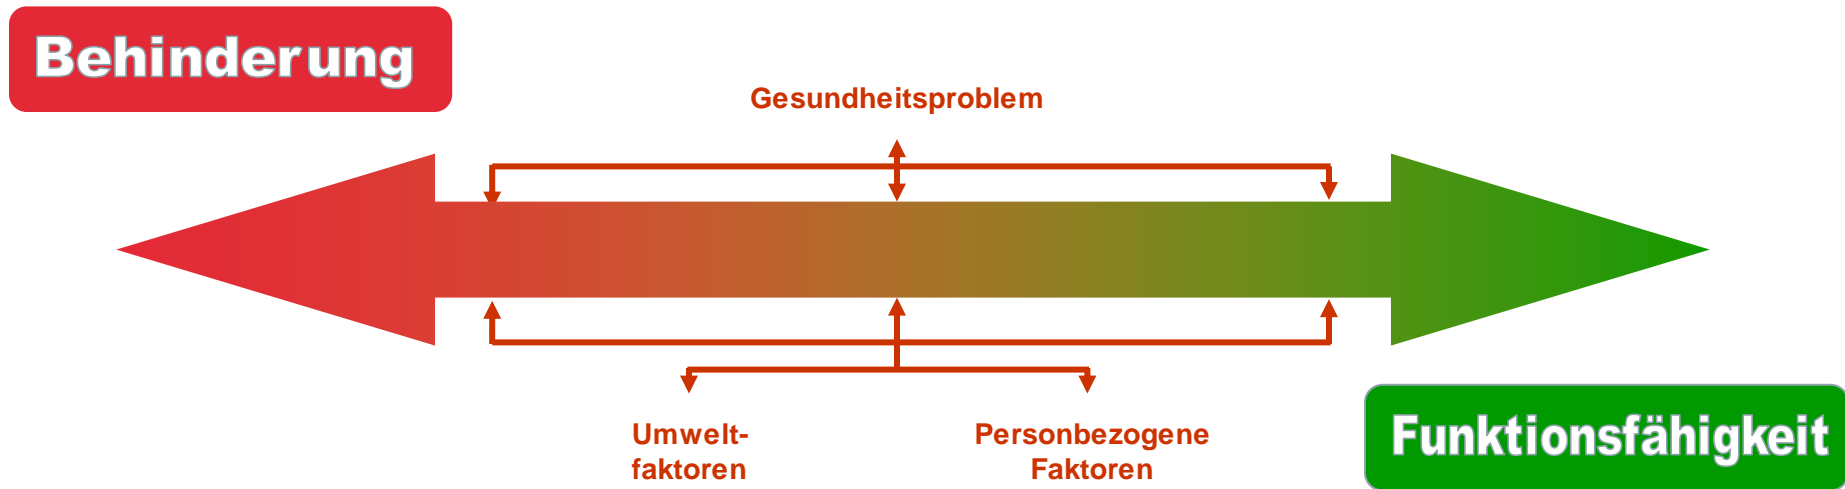 Behinderung
Gesundheitsproblem
Umwelt-
faktoren
Personbezogene
Faktoren
Funktionsfähigkeit